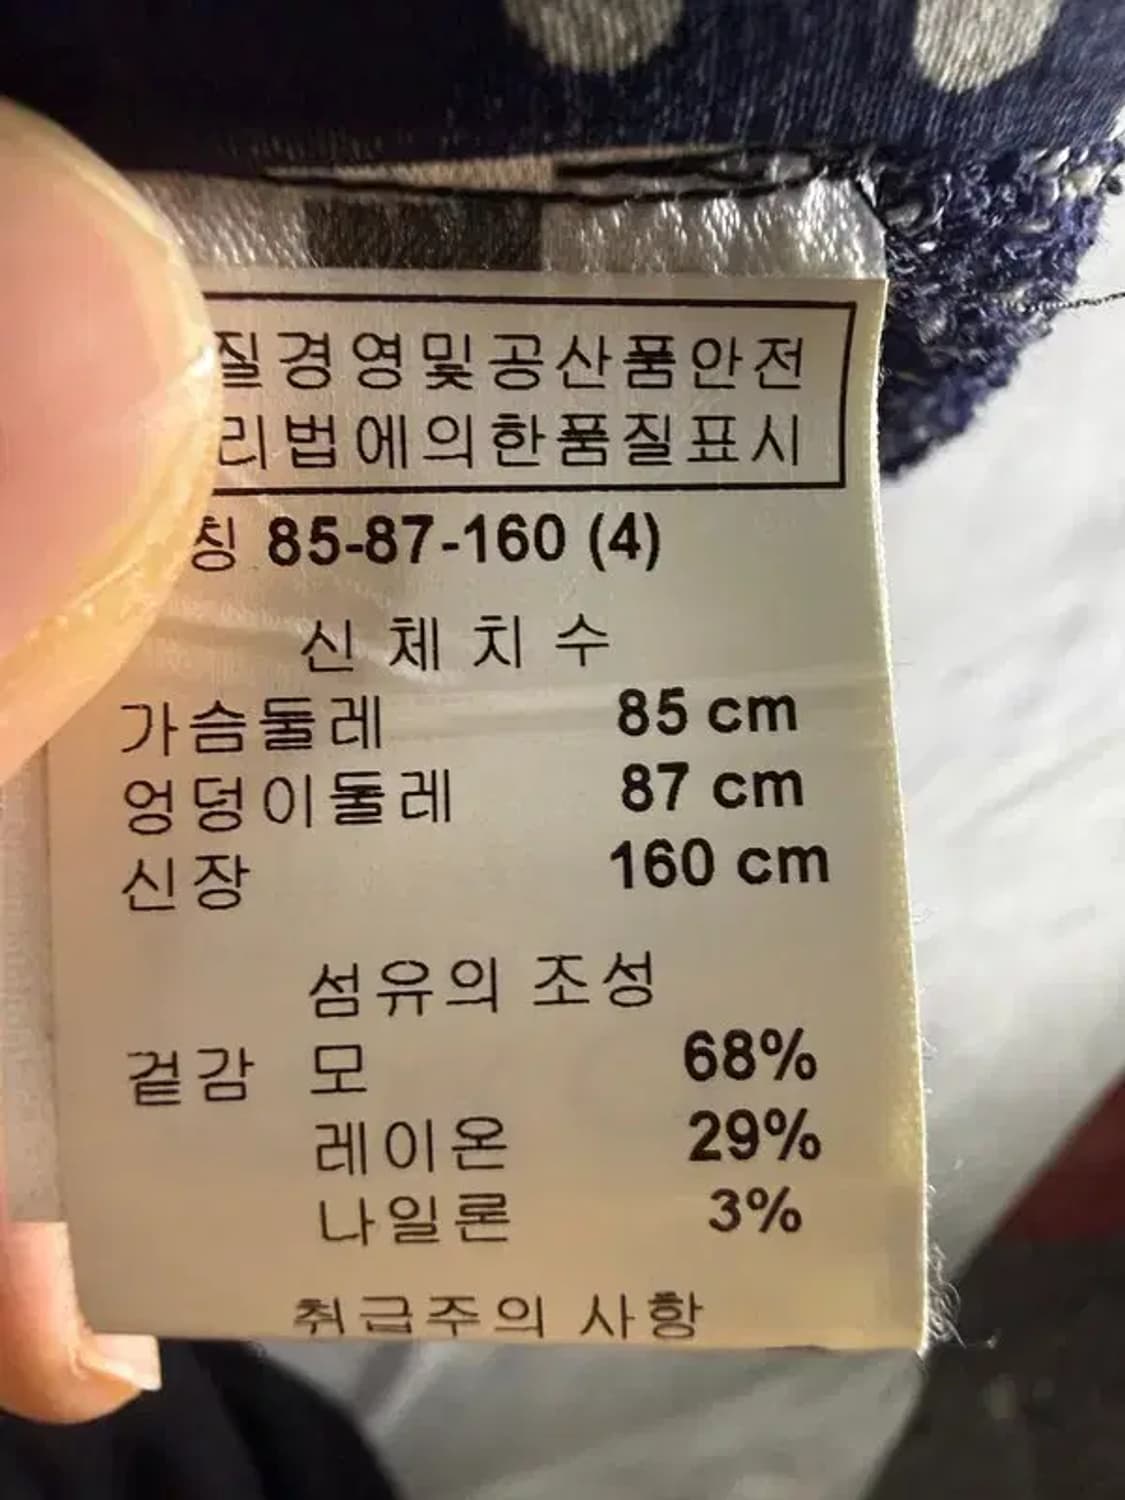 질경영및공산품안전
리법에의한품질표시
칭 85-87-160 (4)
신체치수
가슴둘레 85 cm
엉덩이둘레 87 cm
신장 160 cm
섬유의 조성
겉감 모 68%
레이온 29%
나일론 3%
취급주의 사항